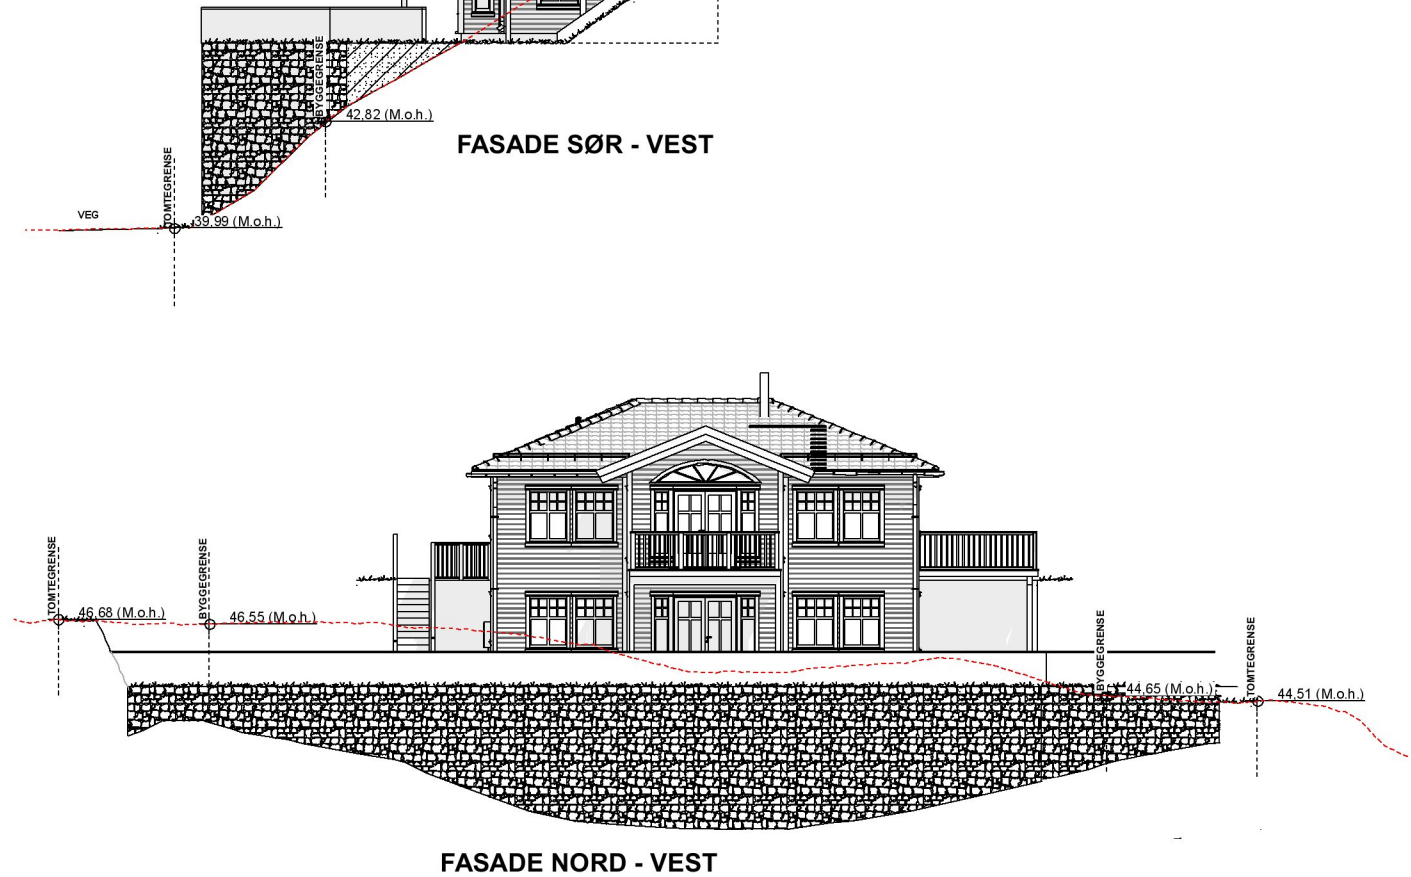 BYGGEGRENSE
42,82 (M.o.h.)
FASADE SØR - VEST
TOMTEGRENSE
VEG
39,99 (M.o.h.)
TOMTEGRENSE
46,68 (M.o.h.)
BYGGEGRENSE
46,55 (M.o.h.)
BYGGEGRENSE
44,65 (M.o.h.)
TOMTEGRENSE
44,51 (M.o.h.)
FASADE NORD - VEST